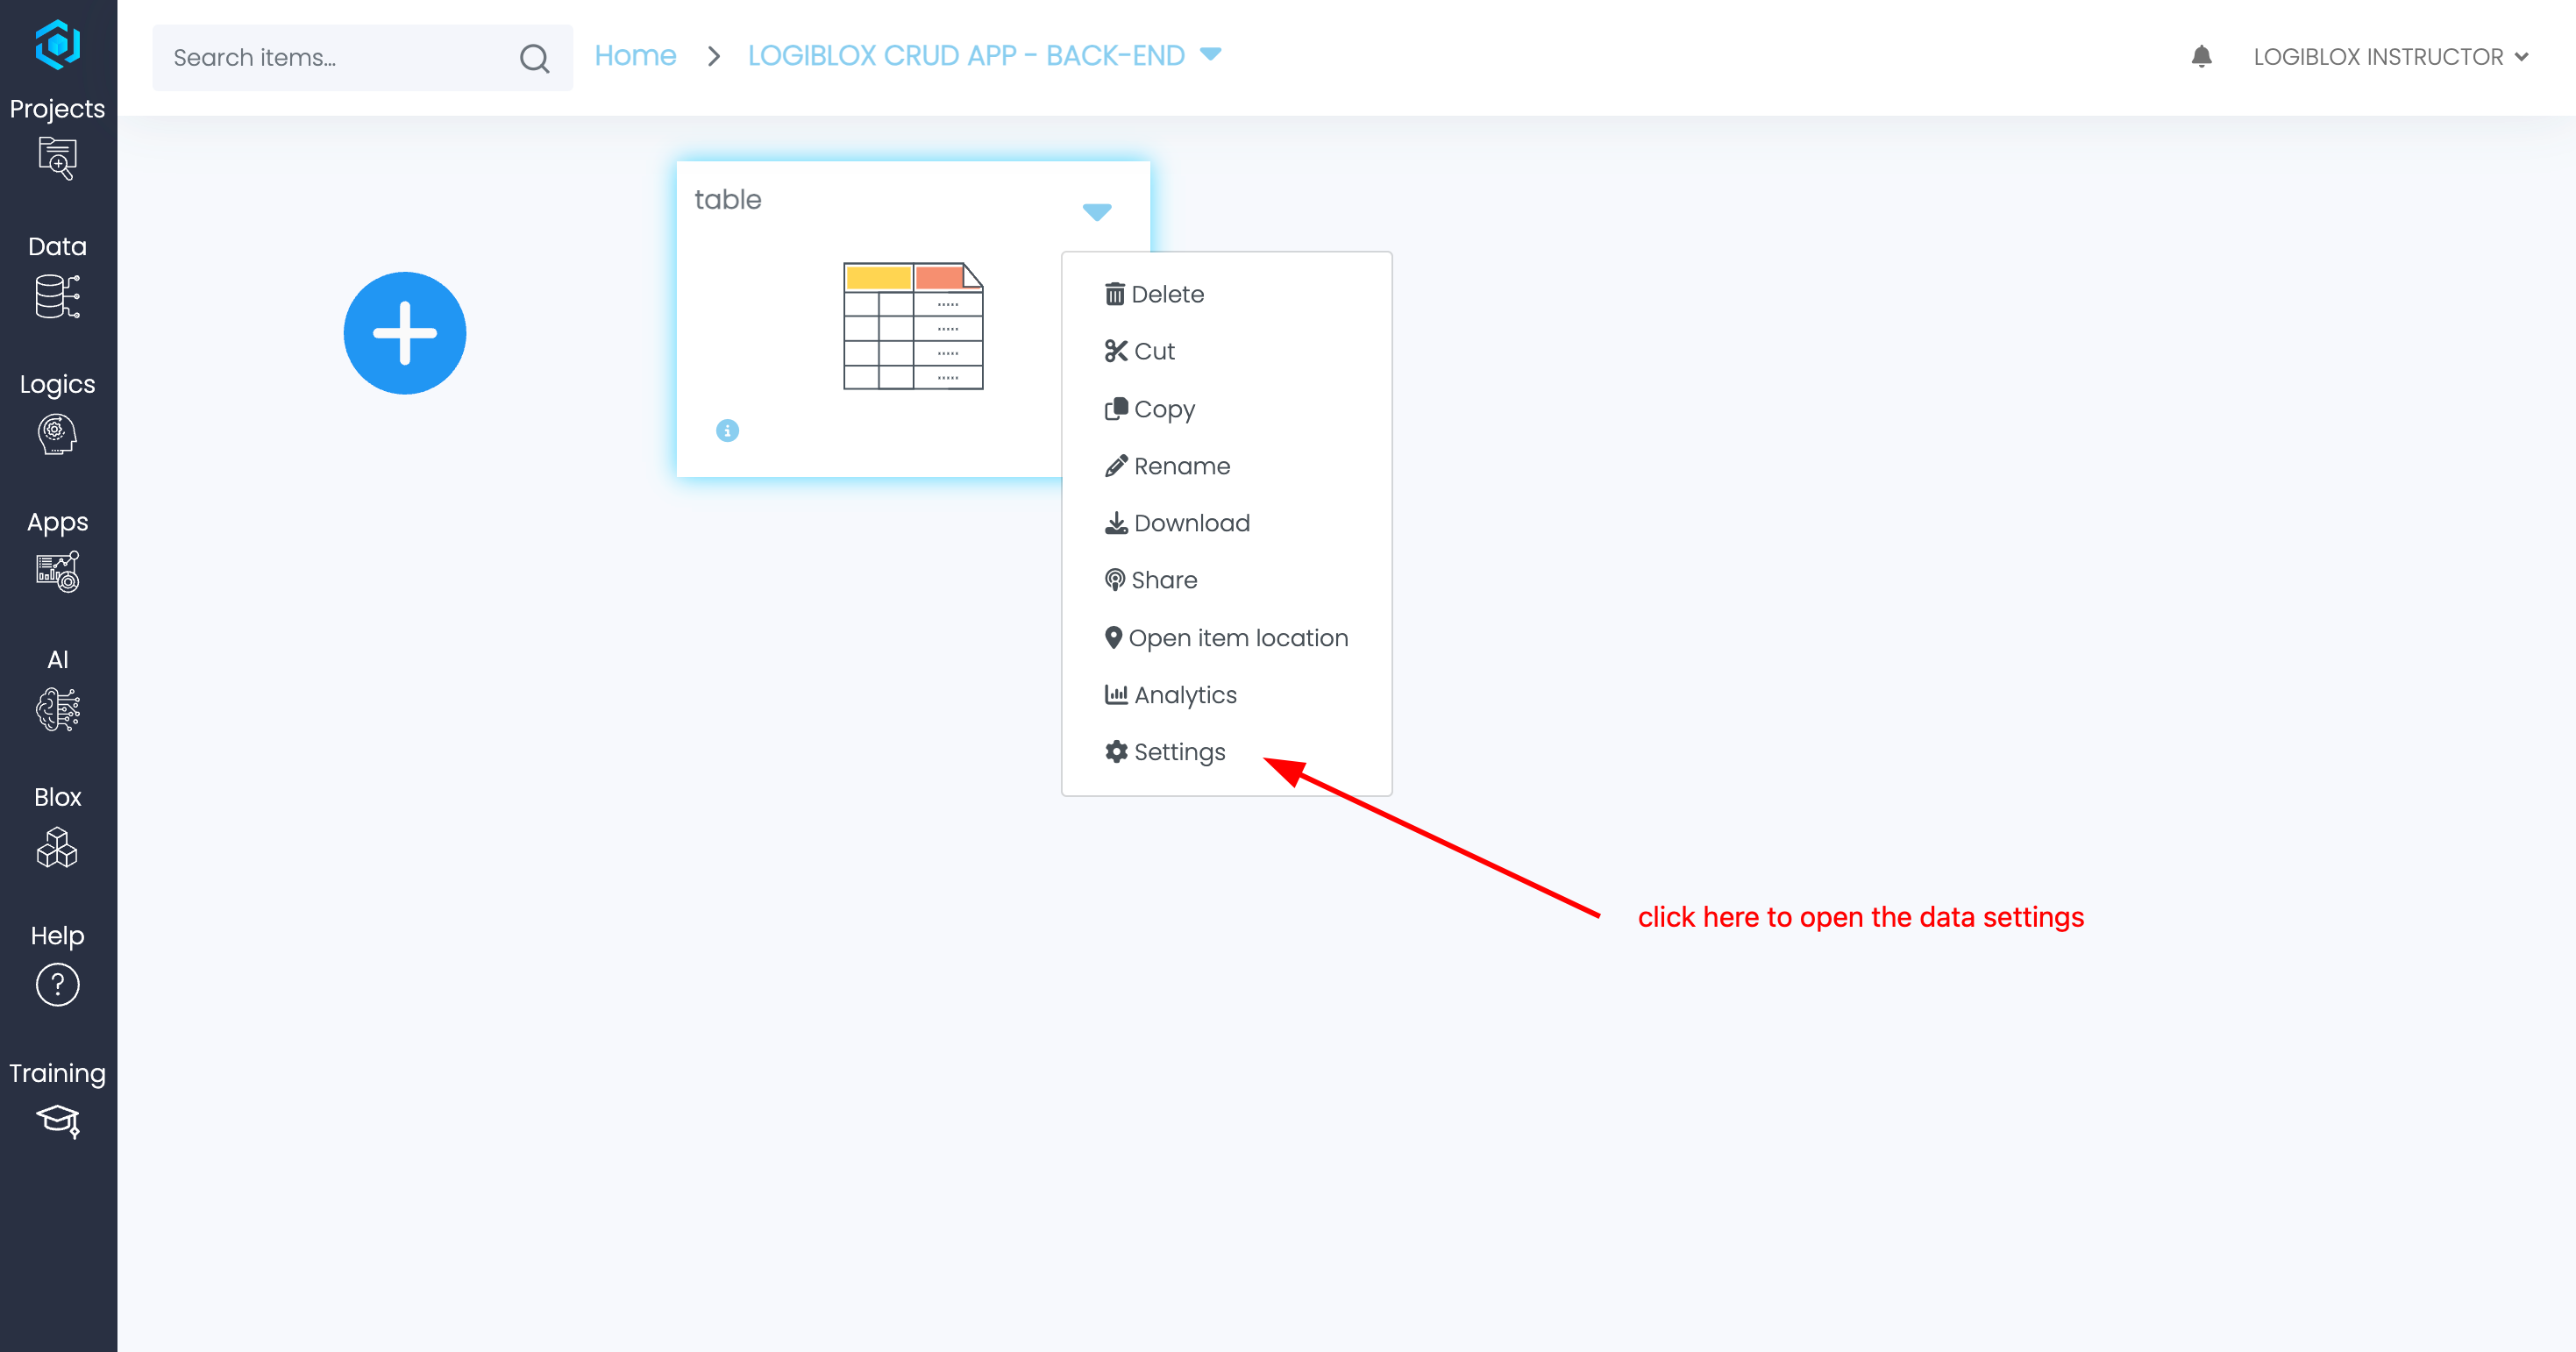 Search items...
Home > LOGIBLOX CRUD APP - BACK-END
LOGIBLOX INSTRUCTOR
Projects
Data
Logics
Apps
AI
Blox
Help
Training
table
Delete
Cut
Copy
Rename
Download
Share
Open item location
Analytics
Settings
click here to open the data settings